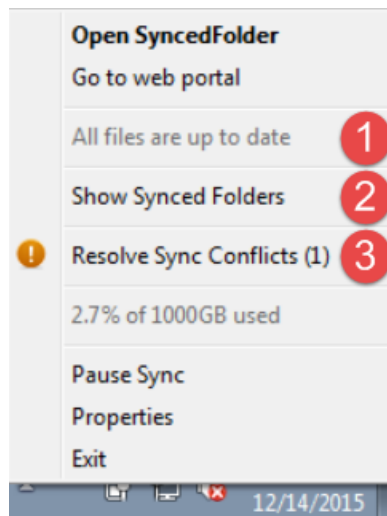 Open SyncedFolder
Go to web portal
All files are up to date 1
Show Synced Folders 2
! Resolve Sync Conflicts (1) 3
2.7% of 1000GB used
Pause Sync
Properties
Exit
12/14/2015